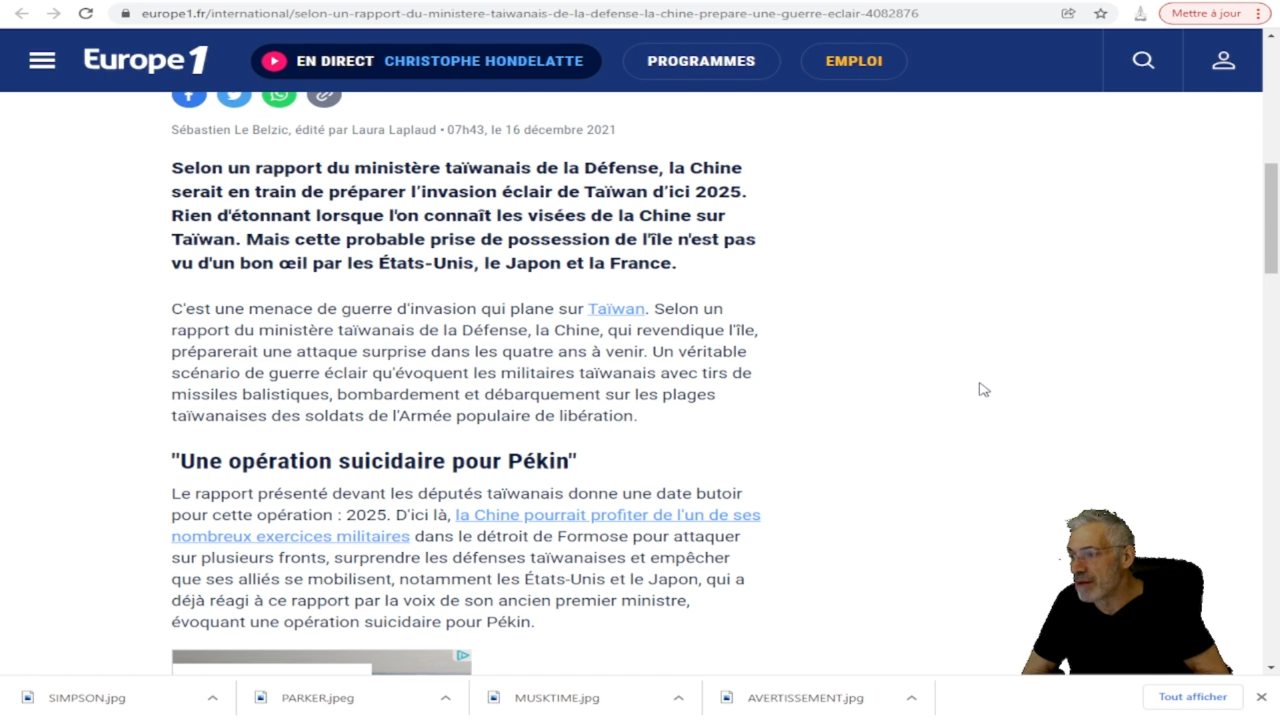 europe1.fr/international/selon-un-rapport-du-ministere-taiwanais-de-la-defense-la-chine-prepare-une-guerre-eclair-4082876
Mettre à jour
Europe 1
EN DIRECT CHRISTOPHE HONDELATTE
PROGRAMMES
EMPLOI
Sébastien Le Belzic, édité par Laura Laplaud • 07h43, le 16 décembre 2021
Selon un rapport du ministère taïwanais de la Défense, la Chine
serait en train de préparer l'invasion éclair de Taïwan d'ici 2025.
Rien d'étonnant lorsque l'on connaît les visées de la Chine sur
Taïwan. Mais cette probable prise de possession de l'île n'est pas
vu d'un bon œil par les États-Unis, le Japon et la France.
C'est une menace de guerre d'invasion qui plane sur Taïwan. Selon un
rapport du ministère taïwanais de la Défense, la Chine, qui revendique l'île,
préparerait une attaque surprise dans les quatre ans à venir. Un véritable
scénario de guerre éclair qu'évoquent les militaires taïwanais avec tirs de
missiles balistiques, bombardement et débarquement sur les plages
taïwanaises des soldats de l'Armée populaire de libération.
"Une opération suicidaire pour Pékin"
Le rapport présenté devant les députés taïwanais donne une date butoir
pour cette opération : 2025. D'ici là, la Chine pourrait profiter de l'un de ses
nombreux exercices militaires dans le détroit de Formose pour attaquer
sur plusieurs fronts, surprendre les défenses taïwanaises et empêcher
que ses alliés se mobilisent, notamment les États-Unis et le Japon, qui a
déjà réagi à ce rapport par la voix de son ancien premier ministre,
évoquant une opération suicidaire pour Pékin.
SIMPSON.jpg
PARKER.jpeg
MUSKTIME.jpg
AVERTISSEMENT.jpg
Tout afficher